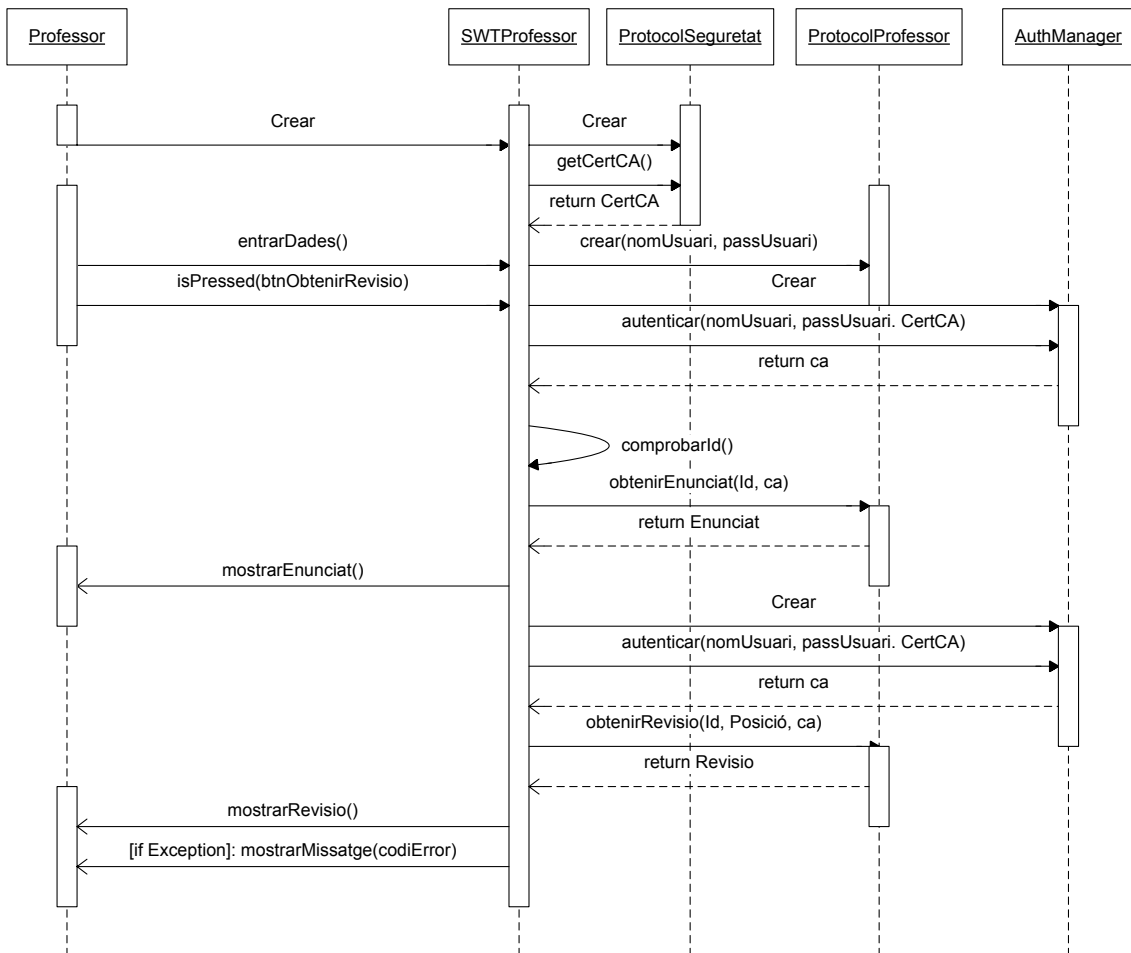 Professor
SWTProfessor
ProtocolSeguretat
ProtocolProfessor
AuthManager
Crear
Crear
getCertCA()
return CertCA
entrarDades()
crear(nomUsuari, passUsuari)
isPressed(btnObtenirRevisio)
Crear
autenticar(nomUsuari, passUsuari. CertCA)
return ca
comprobarId()
obtenirEnunciat(Id, ca)
return Enunciat
mostrarEnunciat()
Crear
autenticar(nomUsuari, passUsuari. CertCA)
return ca
obtenirRevisio(Id, Posició, ca)
return Revisio
mostrarRevisio()
[if Exception]: mostrarMissatge(codiError)